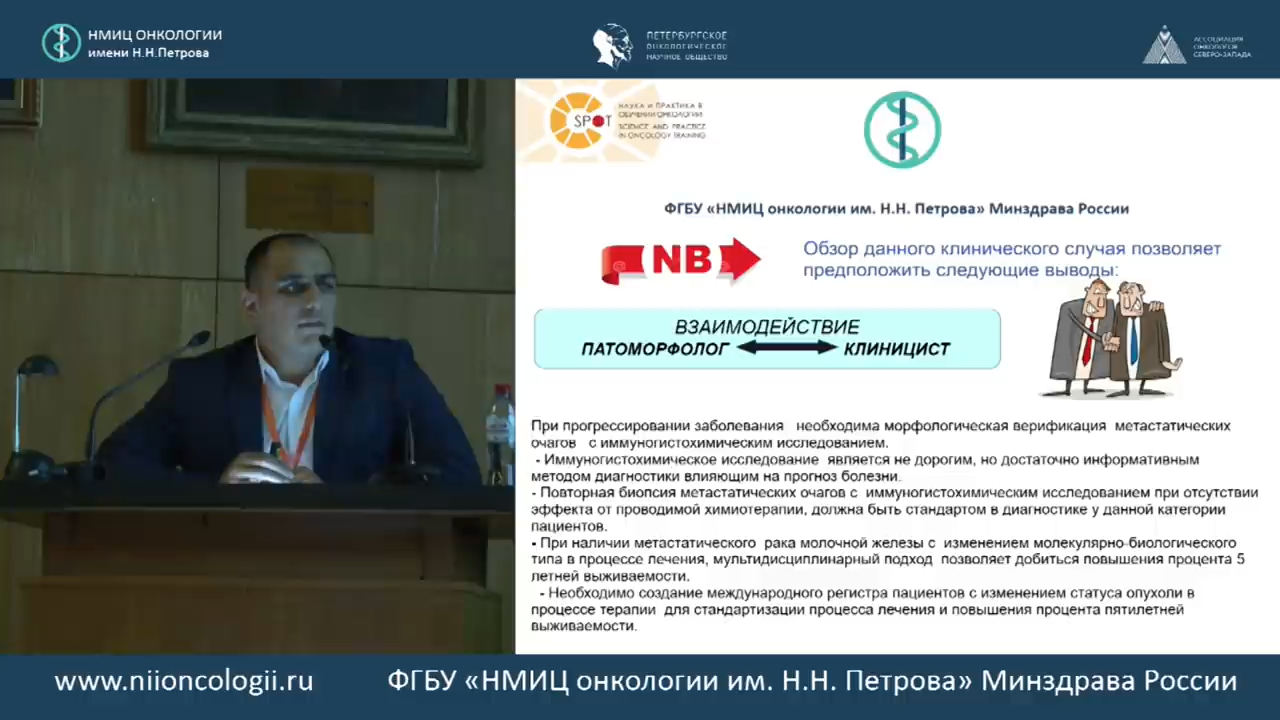 НМИЦ ОНКОЛОГИИ
имени Н.Н.Петрова
ПЕТЕРБУРГСКОЕ
ОНКОЛОГИЧЕСКОЕ
НАУЧНОЕ ОБЩЕСТВО
АССОЦИАЦИЯ
ОНКОЛОГОВ
СЕВЕРО-ЗАПАДА
SPOT
НАУКА И ПРАКТИКА В
ОБУЧЕНИИ ОНКОЛОГИИ
SCIENCE AND PRACTICE
IN ONCOLOGY TRAINING
ФГБУ «НМИЦ онкологии им. Н.Н. Петрова» Минздрава России
NB
Обзор данного клинического случая позволяет
предположить следующие выводы:
ВЗАИМОДЕЙСТВИЕ
ПАТОМОРФОЛОГ КЛИНИЦИСТ
При прогрессировании заболевания необходима морфологическая верификация метастатических
очагов с иммуногистохимическим исследованием.
- Иммуногистохимическое исследование является не дорогим, но достаточно информативным
методом диагностики влияющим на прогноз болезни.
- Повторная биопсия метастатических очагов с иммуногистохимическим исследованием при отсутствии
эффекта от проводимой химиотерапии, должна быть стандартом в диагностике у данной категории
пациентов.
- При наличии метастатического рака молочной железы с изменением молекулярно-биологического
типа в процессе лечения, мультидисциплинарный подход позволяет добиться повышения процента 5
летней выживаемости.
- Необходимо создание международного регистра пациентов с изменением статуса опухоли в
процессе терапии для стандартизации процесса лечения и повышения процента пятилетней
выживаемости.
www.niioncologii.ru
ФГБУ «НМИЦ онкологии им. Н.Н. Петрова» Минздрава России